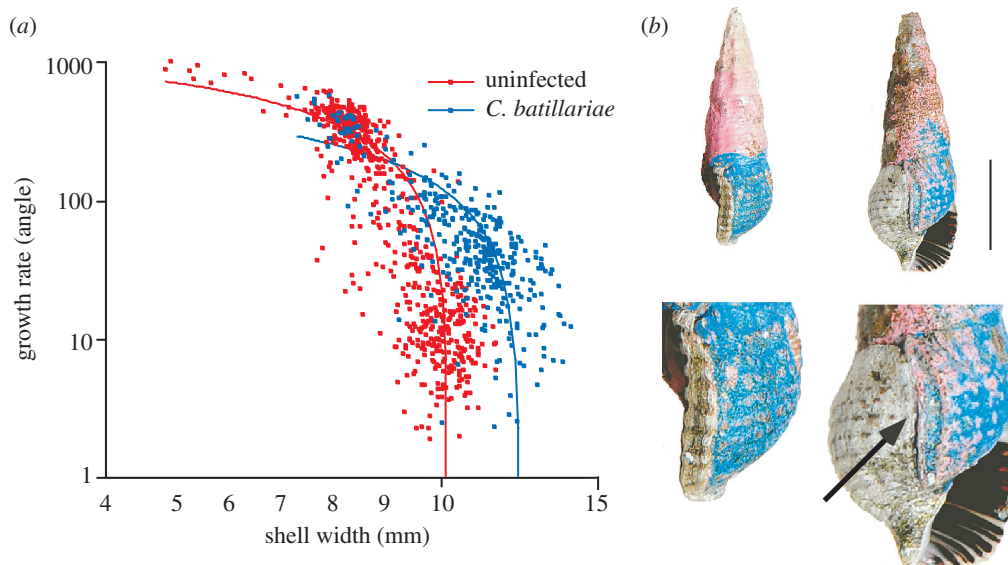 (a)
1000
100
10
1
growth rate (angle)
4 5 6 7 8 9 10 15
shell width (mm)
uninfected
C. batillariae
(b)